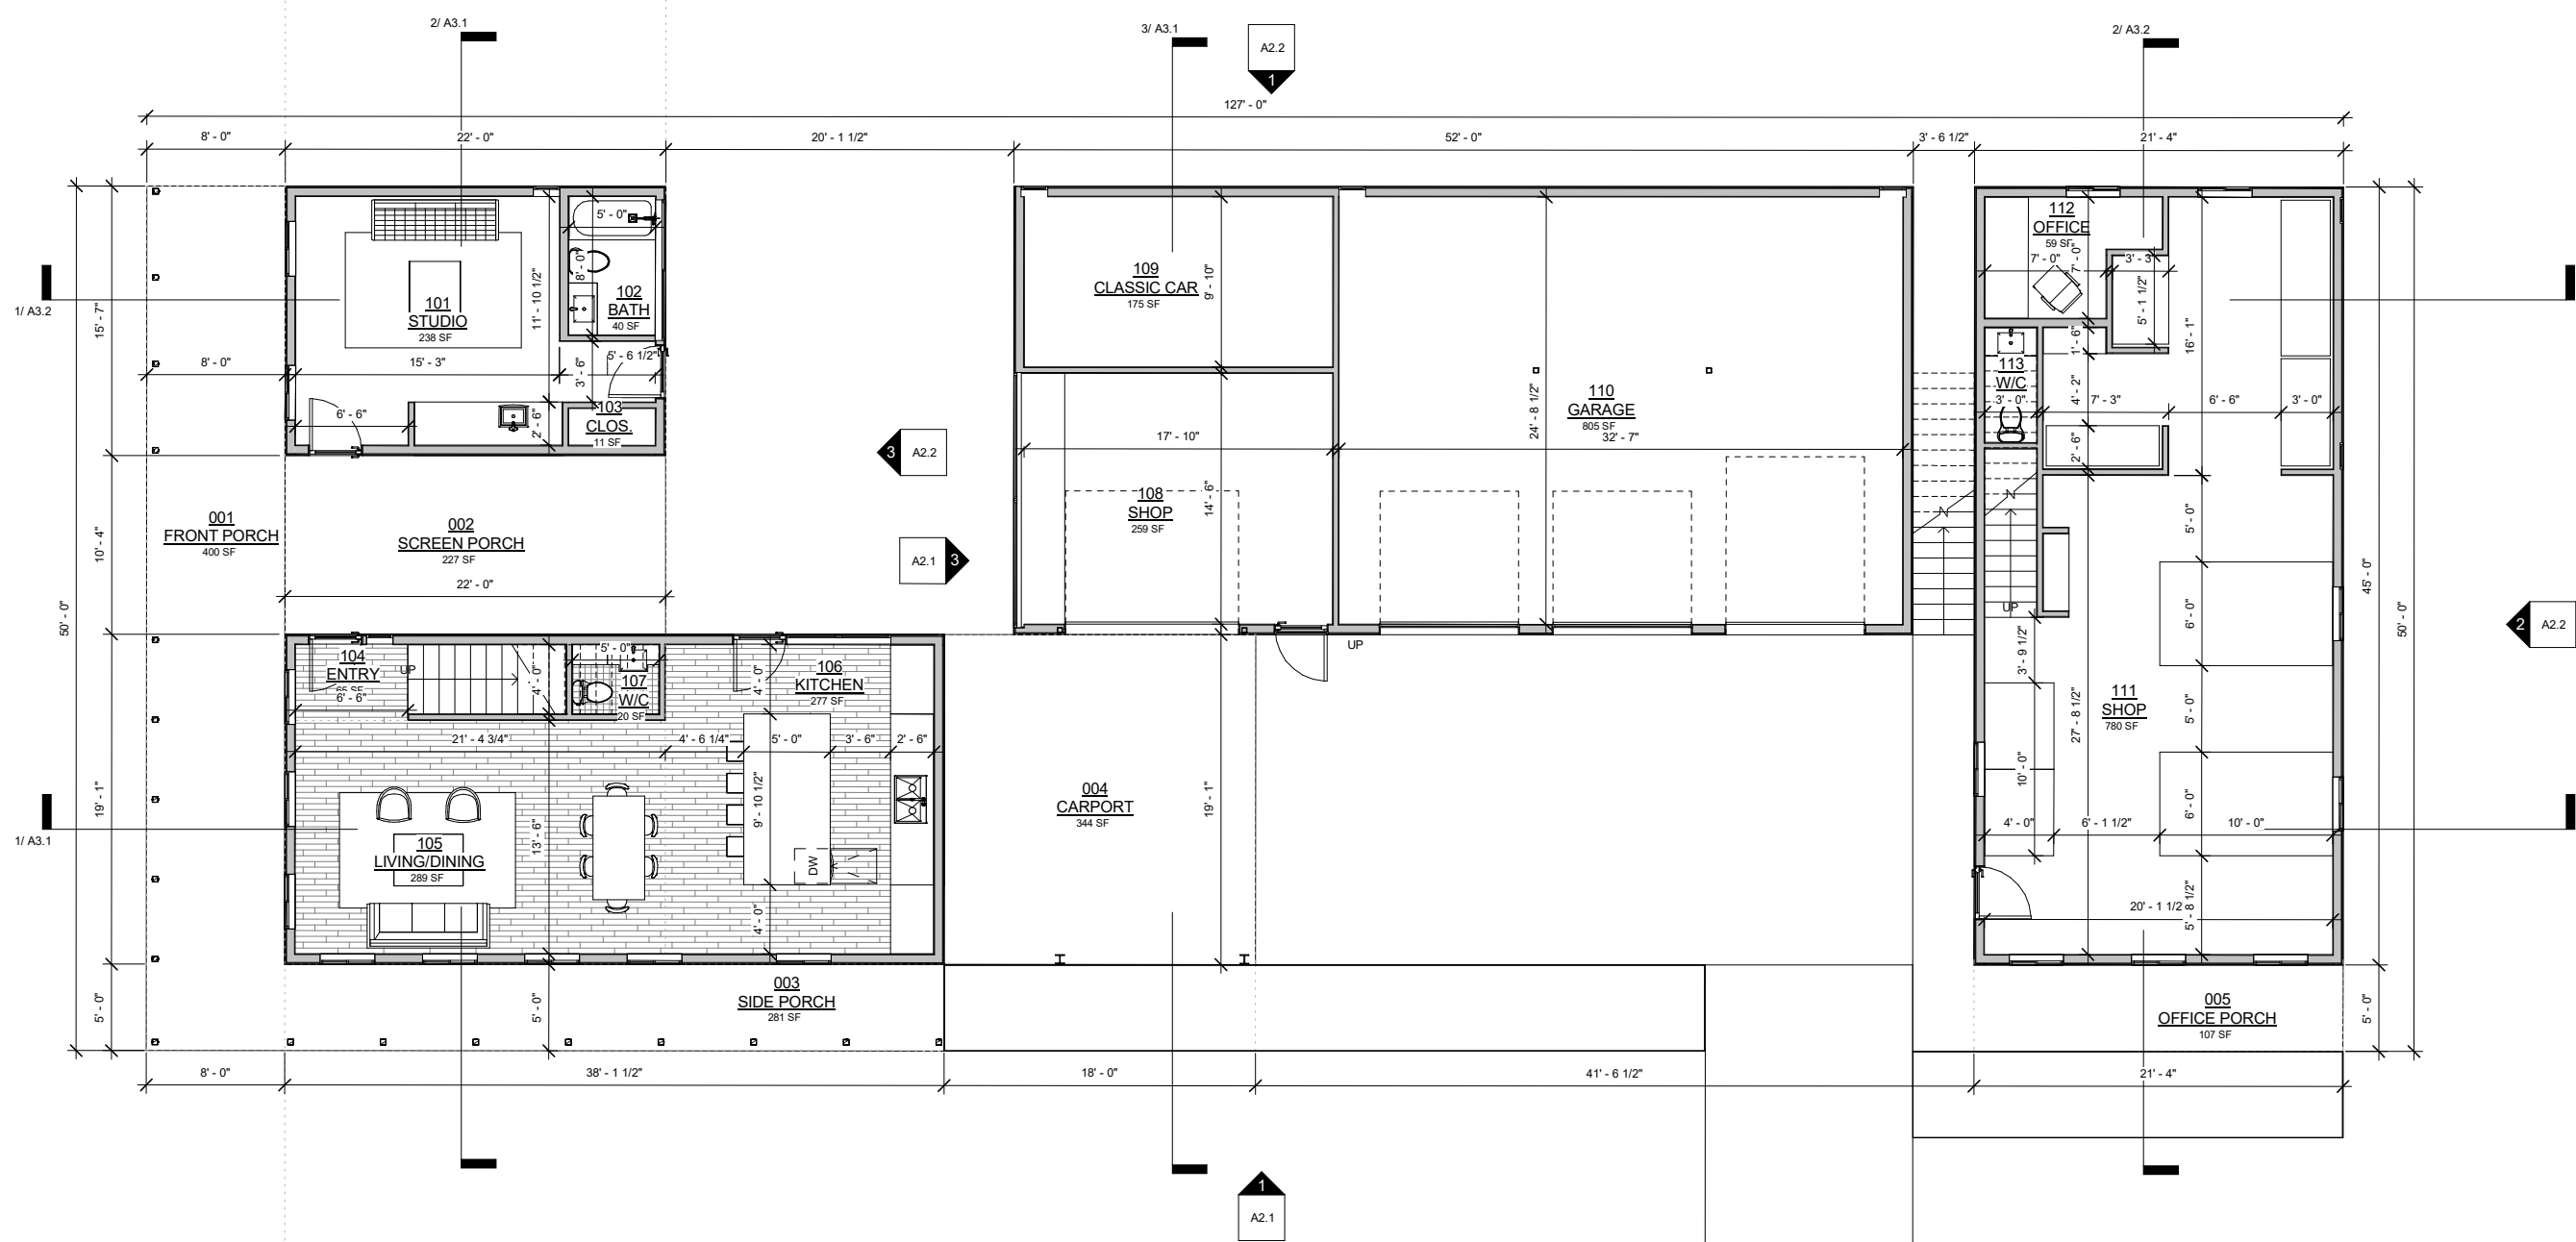 2/ A3.1
3/ A3.1
A2.2
1
2/ A3.2
127' - 0"
8' - 0"
22' - 0"
20' - 1 1/2"
52' - 0"
3' - 6 1/2"
21' - 4"
50' - 0"
15' - 7"
10' - 4"
19' - 1"
5' - 0"
1/ A3.2
1/ A3.1
8' - 0"
101
STUDIO
238 SF
15' - 3"
11' - 10 1/2"
6' - 6"
2' - 6"
5' - 0"
8' - 0"
102
BATH
40 SF
5' - 6 1/2"
3' - 6"
103
CLOS.
11 SF
001
FRONT PORCH
400 SF
002
SCREEN PORCH
227 SF
22' - 0"
104
ENTRY
65 SF
6' - 6"
UP
4' - 0"
5' - 0"
107
W/C
20 SF
4' - 0"
106
KITCHEN
277 SF
21' - 4 3/4"
4' - 6 1/4"
5' - 0"
3' - 6"
2' - 6"
9' - 10 1/2"
13' - 6"
105
LIVING/DINING
289 SF
DW
4' - 0"
003
SIDE PORCH
281 SF
5' - 0"
8' - 0"
38' - 1 1/2"
18' - 0"
41' - 6 1/2"
21' - 4"
109
CLASSIC CAR
175 SF
9' - 10"
3
A2.2
A2.1
3
17' - 10"
108
SHOP
259 SF
14' - 6"
110
GARAGE
805 SF
32' - 7"
24' - 8 1/2"
UP
004
CARPORT
344 SF
19' - 1"
112
OFFICE
59 SF
7' - 0"
7' - 0"
3' - 3"
5' - 1 1/2"
1' - 6"
16' - 1"
113
W/C
3' - 0"
4' - 2"
7' - 3"
6' - 6"
3' - 0"
2' - 6"
N
N
UP
5' - 0"
6' - 0"
3' - 9 1/2"
27' - 8 1/2"
111
SHOP
780 SF
5' - 0"
10' - 0"
6' - 0"
4' - 0"
6' - 1 1/2"
10' - 0"
20' - 1 1/2
5' - 8 1/2"
005
OFFICE PORCH
107 SF
45' - 0"
50' - 0"
5' - 0"
2
A2.2
1
A2.1